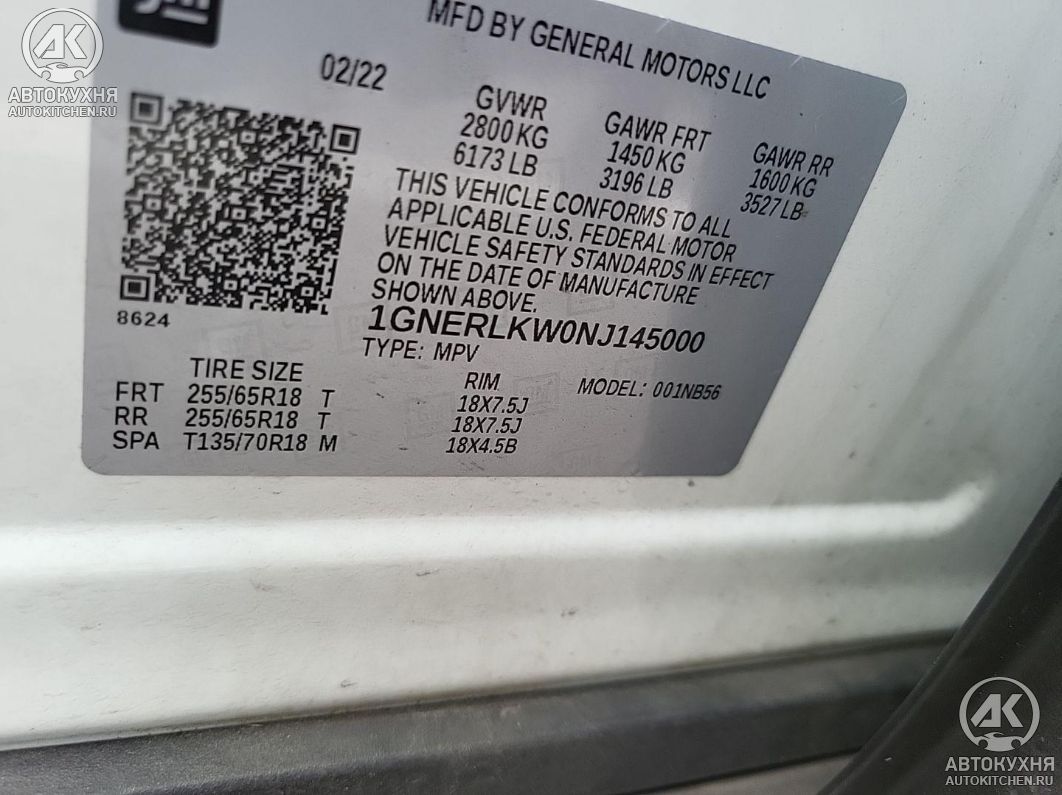 АВТОКУХНЯ
AUTOKITCHEN.RU
gm
MFD BY GENERAL MOTORS LLC
02/22
GVWR GAWR FRT GAWR RR
2800 KG 1450 KG 1600 KG
6173 LB 3196 LB 3527 LB
THIS VEHICLE CONFORMS TO ALL
APPLICABLE U.S. FEDERAL MOTOR
VEHICLE SAFETY STANDARDS IN EFFECT
ON THE DATE OF MANUFACTURE
SHOWN ABOVE.
8624
1GNERLKW0NJ145000
TYPE: MPV
TIRE SIZE RIM MODEL: 001NB56
FRT 255/65R18 T 18X7.5J
RR 255/65R18 T 18X7.5J
SPA T135/70R18 M 18X4.5B
АК
АВТОКУХНЯ
AUTOKITCHEN.RU